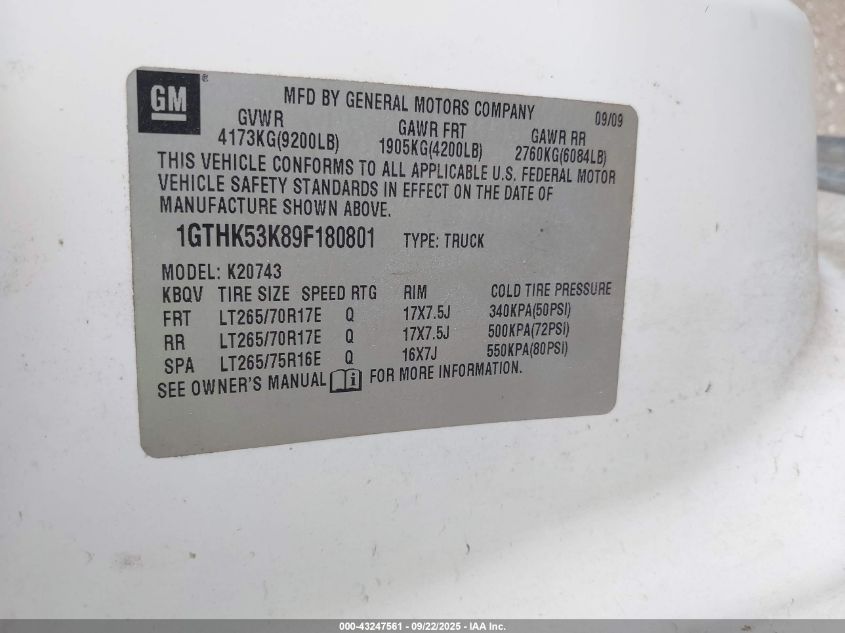 GM ®
MFD BY GENERAL MOTORS COMPANY 09/09
GVWR GAWR FRT GAWR RR
4173KG(9200LB) 1905KG(4200LB) 2760KG(6084LB)
THIS VEHICLE CONFORMS TO ALL APPLICABLE U.S. FEDERAL MOTOR
VEHICLE SAFETY STANDARDS IN EFFECT ON THE DATE OF
MANUFACTURE SHOWN ABOVE.
1GTHK53K89F180801 TYPE: TRUCK
MODEL: K20743
KBQV TIRE SIZE SPEED RTG RIM COLD TIRE PRESSURE
FRT LT265/70R17E Q 17X7.5J 340KPA(50PSI)
RR LT265/70R17E Q 17X7.5J 500KPA(72PSI)
SPA LT265/75R16E Q 16X7J 550KPA(80PSI)
SEE OWNER'S MANUAL i FOR MORE INFORMATION.
000-43247561 - 09/22/2025 - IAA Inc.